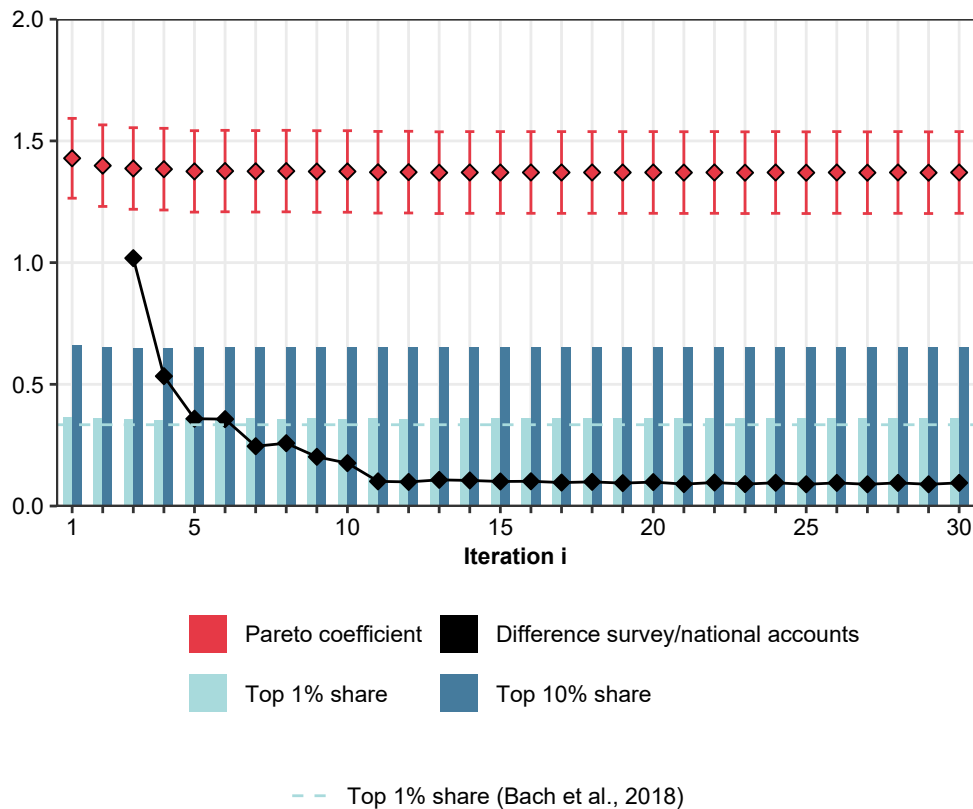 2.0
1.5
1.0
0.5
0.0
1 5 10 15 20 25 30
Iteration i
Pareto coefficient Difference survey/national accounts
Top 1% share Top 10% share
Top 1% share (Bach et al., 2018)